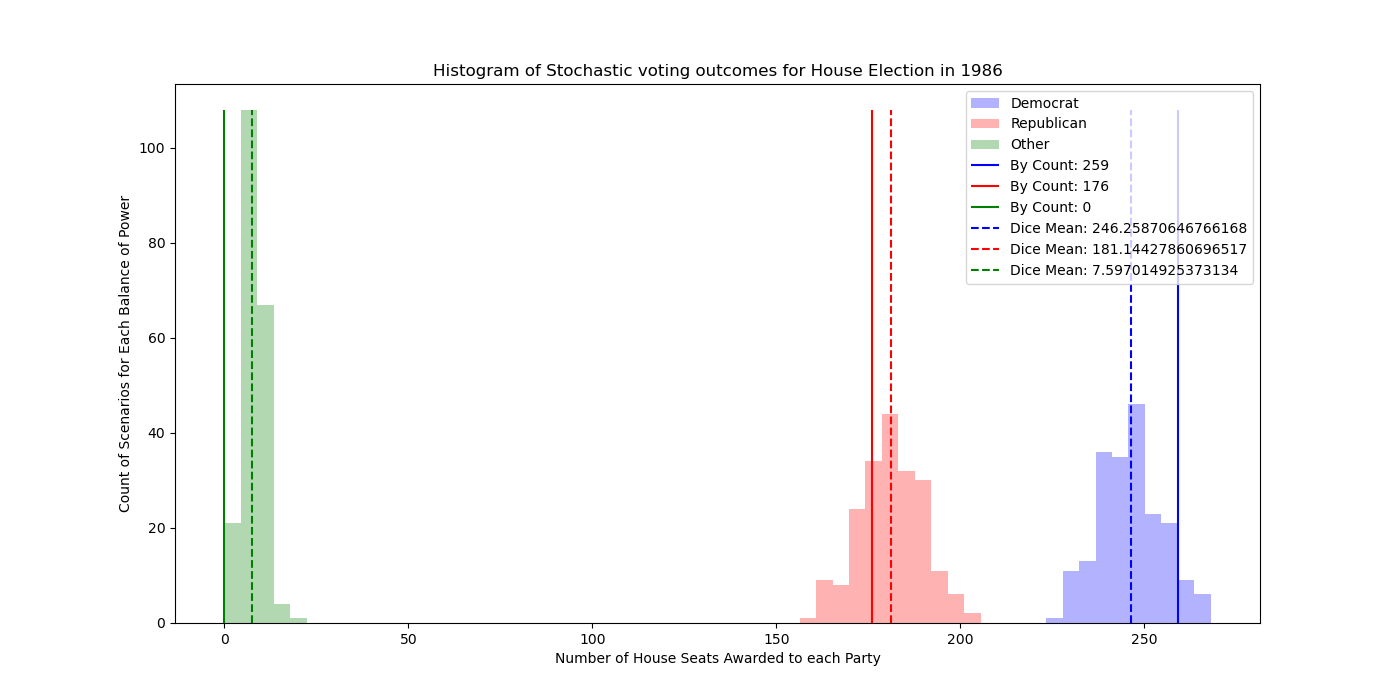 Histogram of Stochastic voting outcomes for House Election in 1986
Count of Scenarios for Each Balance of Power
100
80
60
40
20
0
Democrat
Republican
Other
By Count: 259
By Count: 176
By Count: 0
Dice Mean: 246.25870646766168
Dice Mean: 181.14427860696517
Dice Mean: 7.597014925373134
0 50 100 150 200 250
Number of House Seats Awarded to each Party